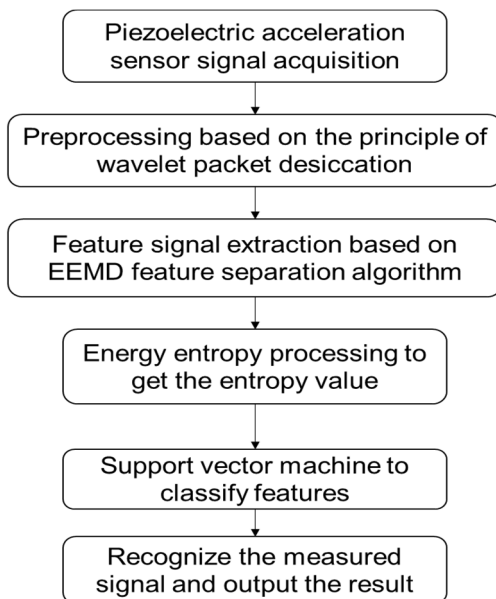 Piezoelectric acceleration
sensor signal acquisition
Preprocessing based on the principle of
wavelet packet desiccation
Feature signal extraction based on
EEMD feature separation algorithm
Energy entropy processing to
get the entropy value
Support vector machine to
classify features
Recognize the measured
signal and output the result